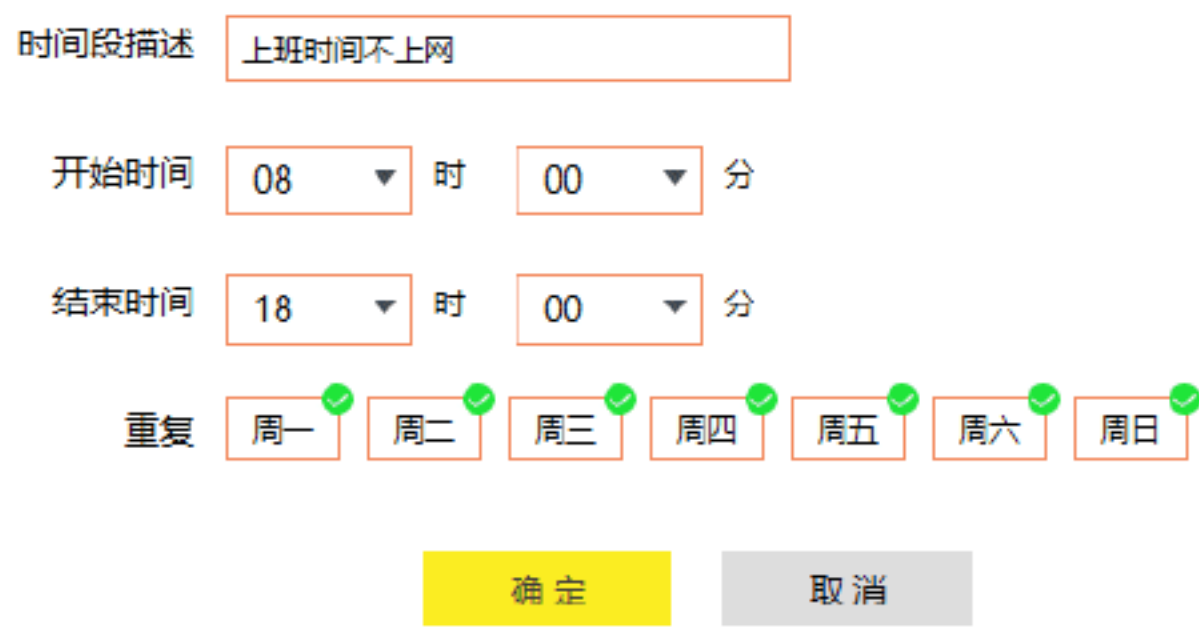 时间段描述 上班时间不上网
开始时间 08 时 00 分
结束时间 18 时 00 分
重复 周一 周二 周三 周四 周五 周六 周日
确定 取消